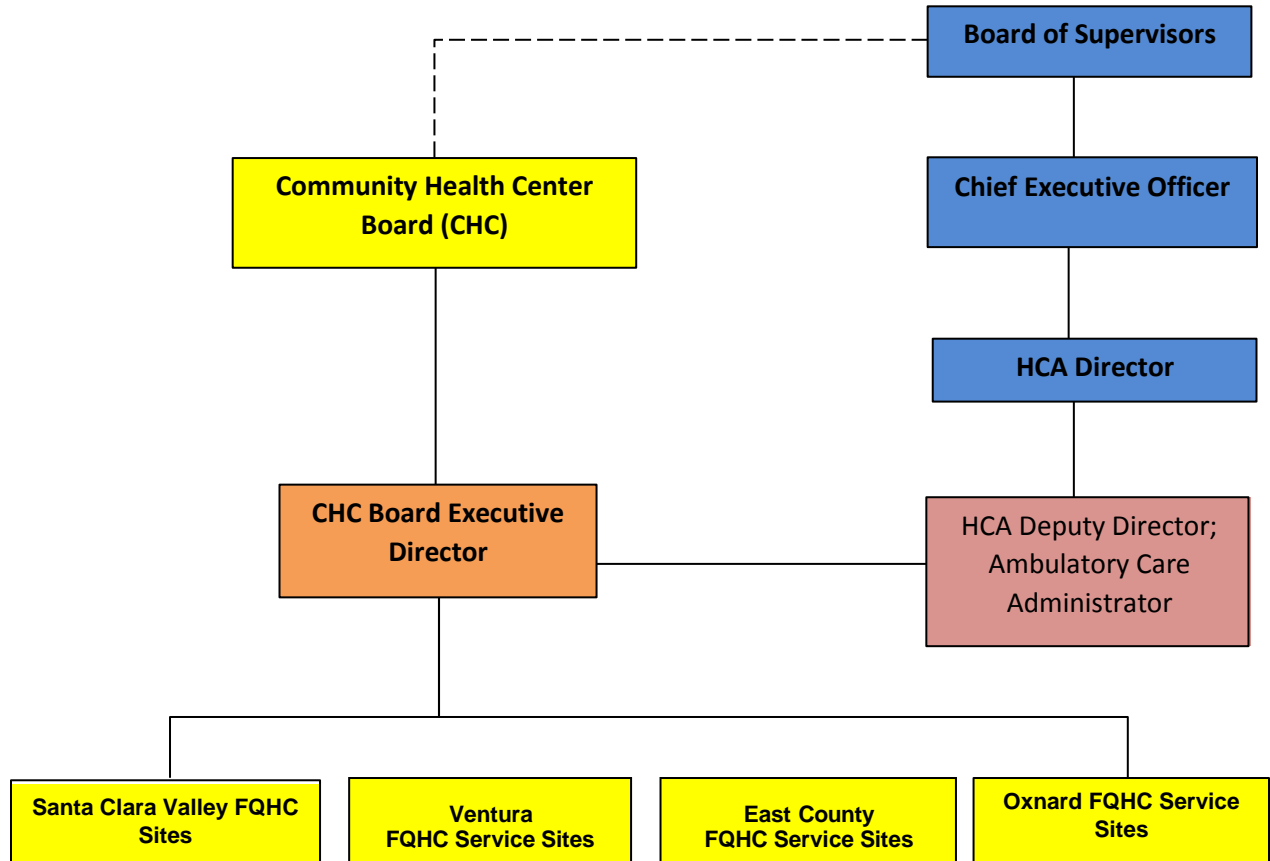 Board of Supervisors
Community Health Center
Board (CHC)
Chief Executive Officer
HCA Director
CHC Board Executive
Director
HCA Deputy Director;
Ambulatory Care
Administrator
Santa Clara Valley FQHC
Sites
Ventura
FQHC Service Sites
East County
FQHC Service Sites
Oxnard FQHC Service
Sites